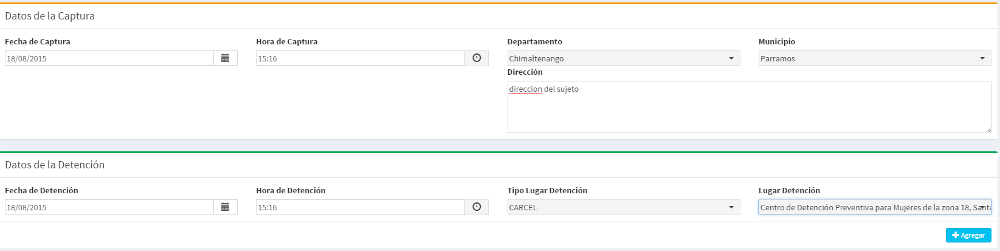 Datos de la Captura
Fecha de Captura
Hora de Captura
Departamento
Municipio
18/08/2015
15:16
Chimaltenango
Parramos
Dirección
direccion del sujeto
Datos de la Detención
Fecha de Detención
Hora de Detención
Tipo Lugar Detención
Lugar Detención
18/08/2015
15:16
CARCEL
Centro de Detención Preventiva para Mujeres de la zona 18, Santa
Agregar